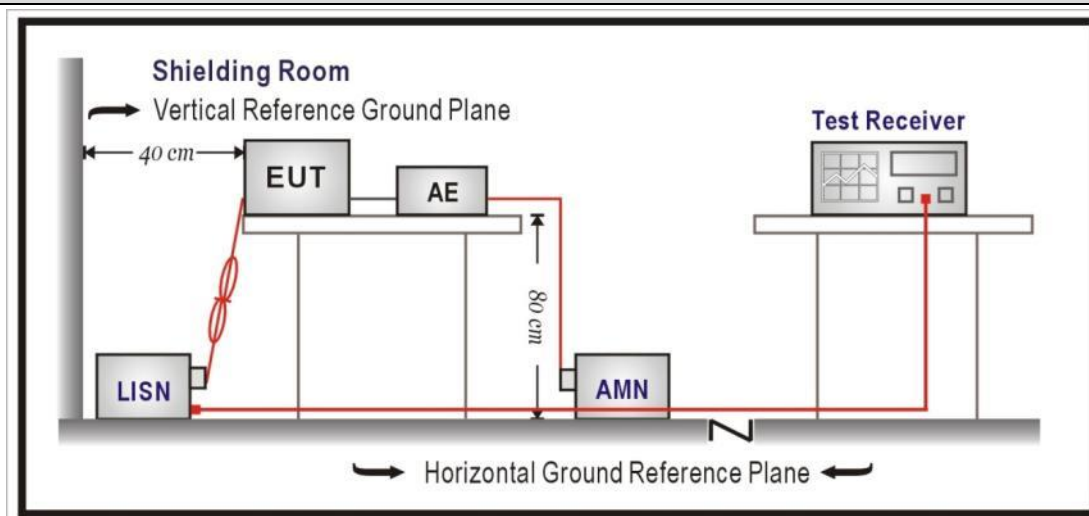 Shielding Room
Vertical Reference Ground Plane
Test Receiver
40 cm
EUT
AE
80 cm
LISN
AMN
Horizontal Ground Reference Plane